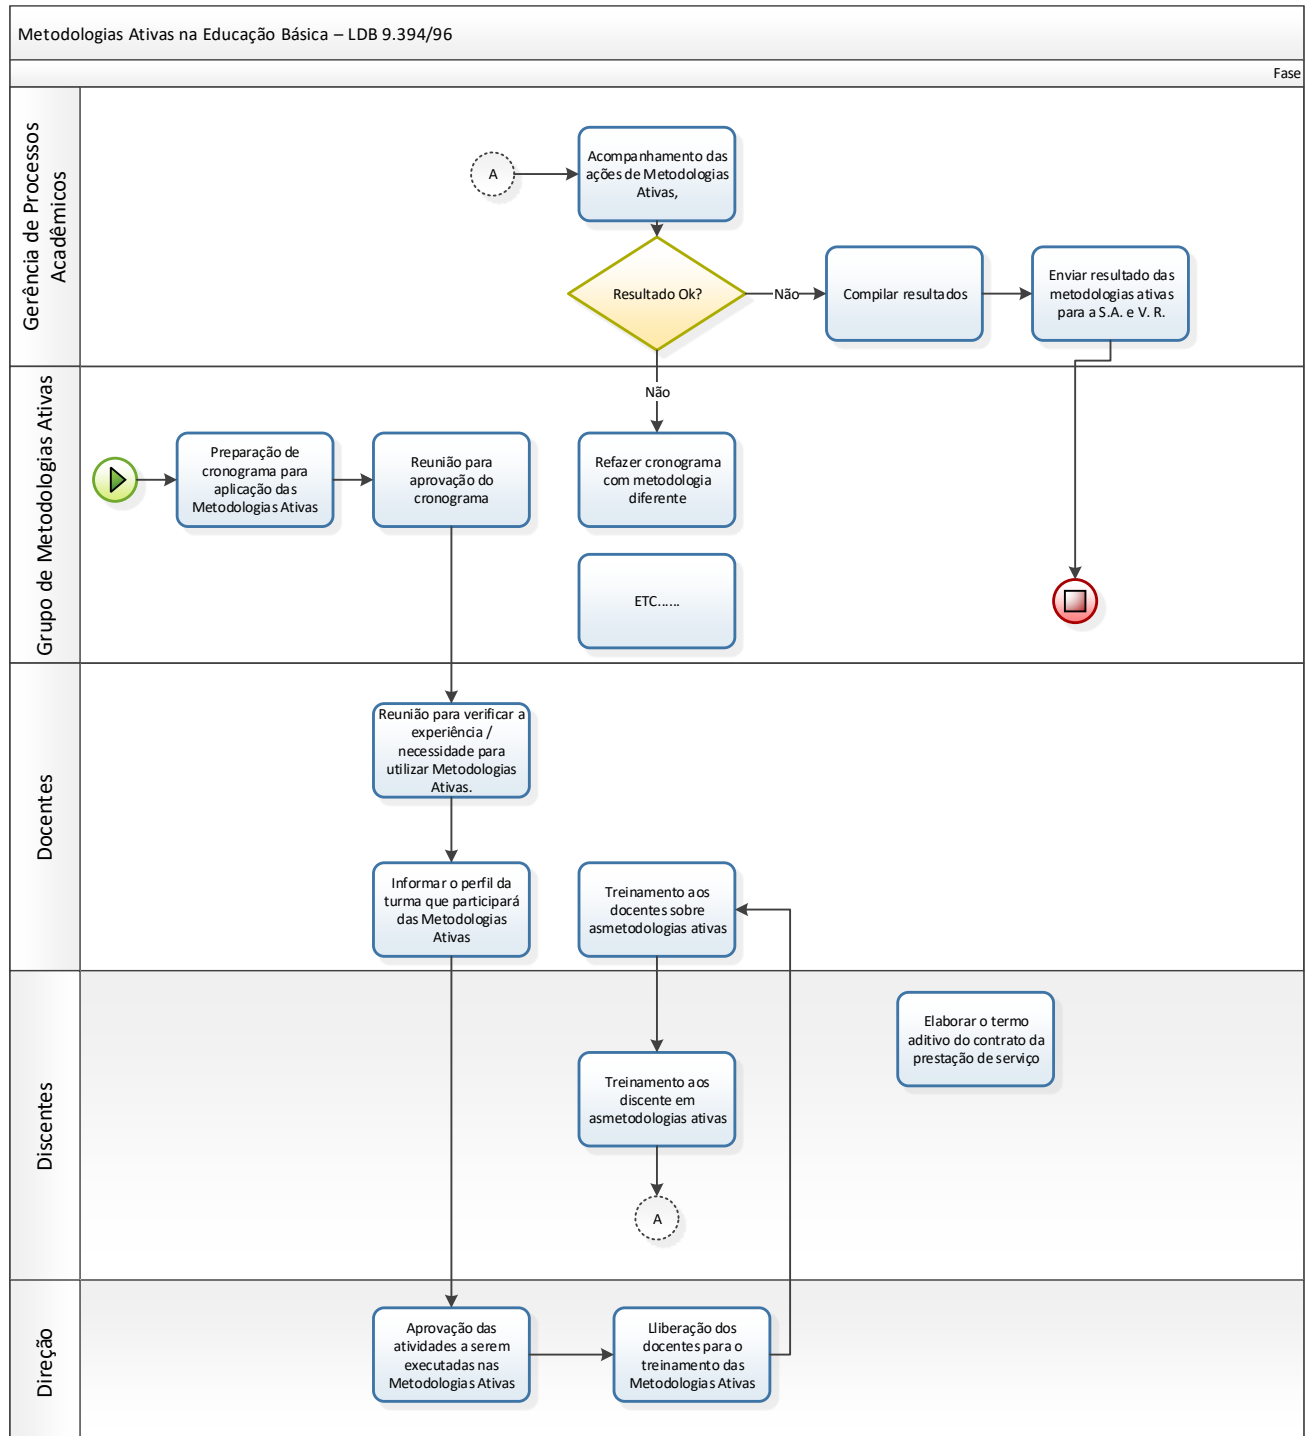 Metodologias Ativas na Educação Básica – LDB 9.394/96
Fase
Gerência de Processos
Acadêmicos
A
Acompanhamento das
ações de Metodologias
Ativas,
Resultado Ok?
Não
Compilar resultados
Enviar resultado das
metodologias ativas
para a S.A. e V. R.
Grupo de Metodologias Ativas
Não
Preparação de
cronograma para
aplicação das
Metodologias Ativas
Reunião para
aprovação do
cronograma
Refazer cronograma
com metodologia
diferente
ETC......
Docentes
Reunião para verificar a
experiência /
necessidade para
utilizar Metodologias
Ativas.
Informar o perfil da
turma que participará
das Metodologias
Ativas
Treinamento aos
docentes sobre
asmetodologias ativas
Discentes
Elaborar o termo
aditivo do contrato da
prestação de serviço
Treinamento aos
discente em
asmetodologias ativas
A
Direção
Aprovação das
atividades a serem
executadas nas
Metodologias Ativas
Lliberação dos
docentes para o
treinamento das
Metodologias Ativas